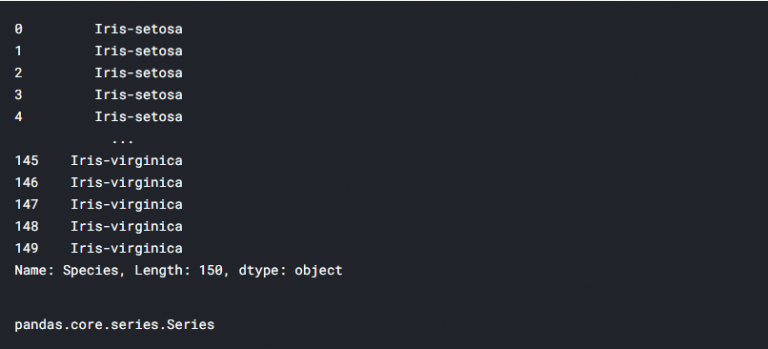 0         Iris-setosa
1         Iris-setosa
2         Iris-setosa
3         Iris-setosa
4         Iris-setosa
            ...
145    Iris-virginica
146    Iris-virginica
147    Iris-virginica
148    Iris-virginica
149    Iris-virginica
Name: Species, Length: 150, dtype: object
pandas.core.series.Series